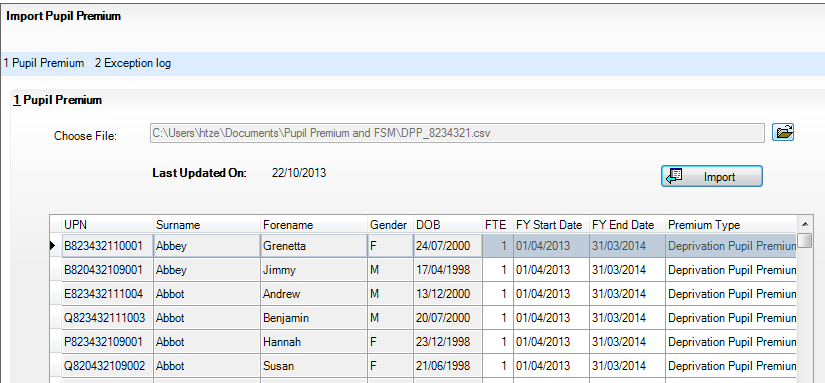 Import Pupil Premium
1 Pupil Premium 2 Exception log
1 Pupil Premium
Choose File: C:\Users\htze\Documents\Pupil Premium and FSM\DPP_8234321.csv
Last Updated On: 22/10/2013 Import
UPN Surname Forename Gender DOB FTE FY Start Date FY End Date Premium Type
B823432110001 Abbey Grenetta F 24/07/2000 1 01/04/2013 31/03/2014 Deprivation Pupil Premium
B820432109001 Abbey Jimmy M 17/04/1998 1 01/04/2013 31/03/2014 Deprivation Pupil Premium
E823432111004 Abbot Andrew M 13/12/2000 1 01/04/2013 31/03/2014 Deprivation Pupil Premium
Q823432111003 Abbot Benjamin M 20/07/2000 1 01/04/2013 31/03/2014 Deprivation Pupil Premium
P823432109001 Abbot Hannah F 23/12/1998 1 01/04/2013 31/03/2014 Deprivation Pupil Premium
Q820432109002 Abbot Susan F 21/06/1998 1 01/04/2013 31/03/2014 Deprivation Pupil Premium